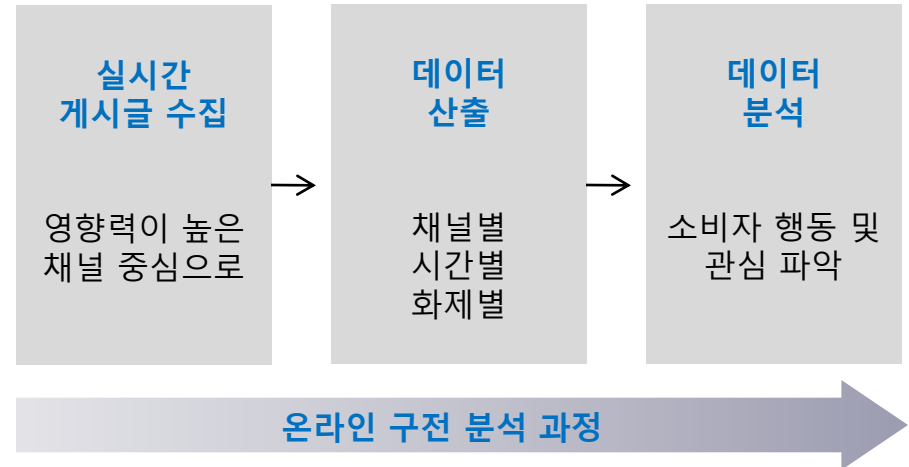 실시간
게시글 수집
영향력이 높은
채널 중심으로
데이터
산출
채널별
시간별
화제별
데이터
분석
소비자 행동 및
관심 파악
온라인 구전 분석 과정